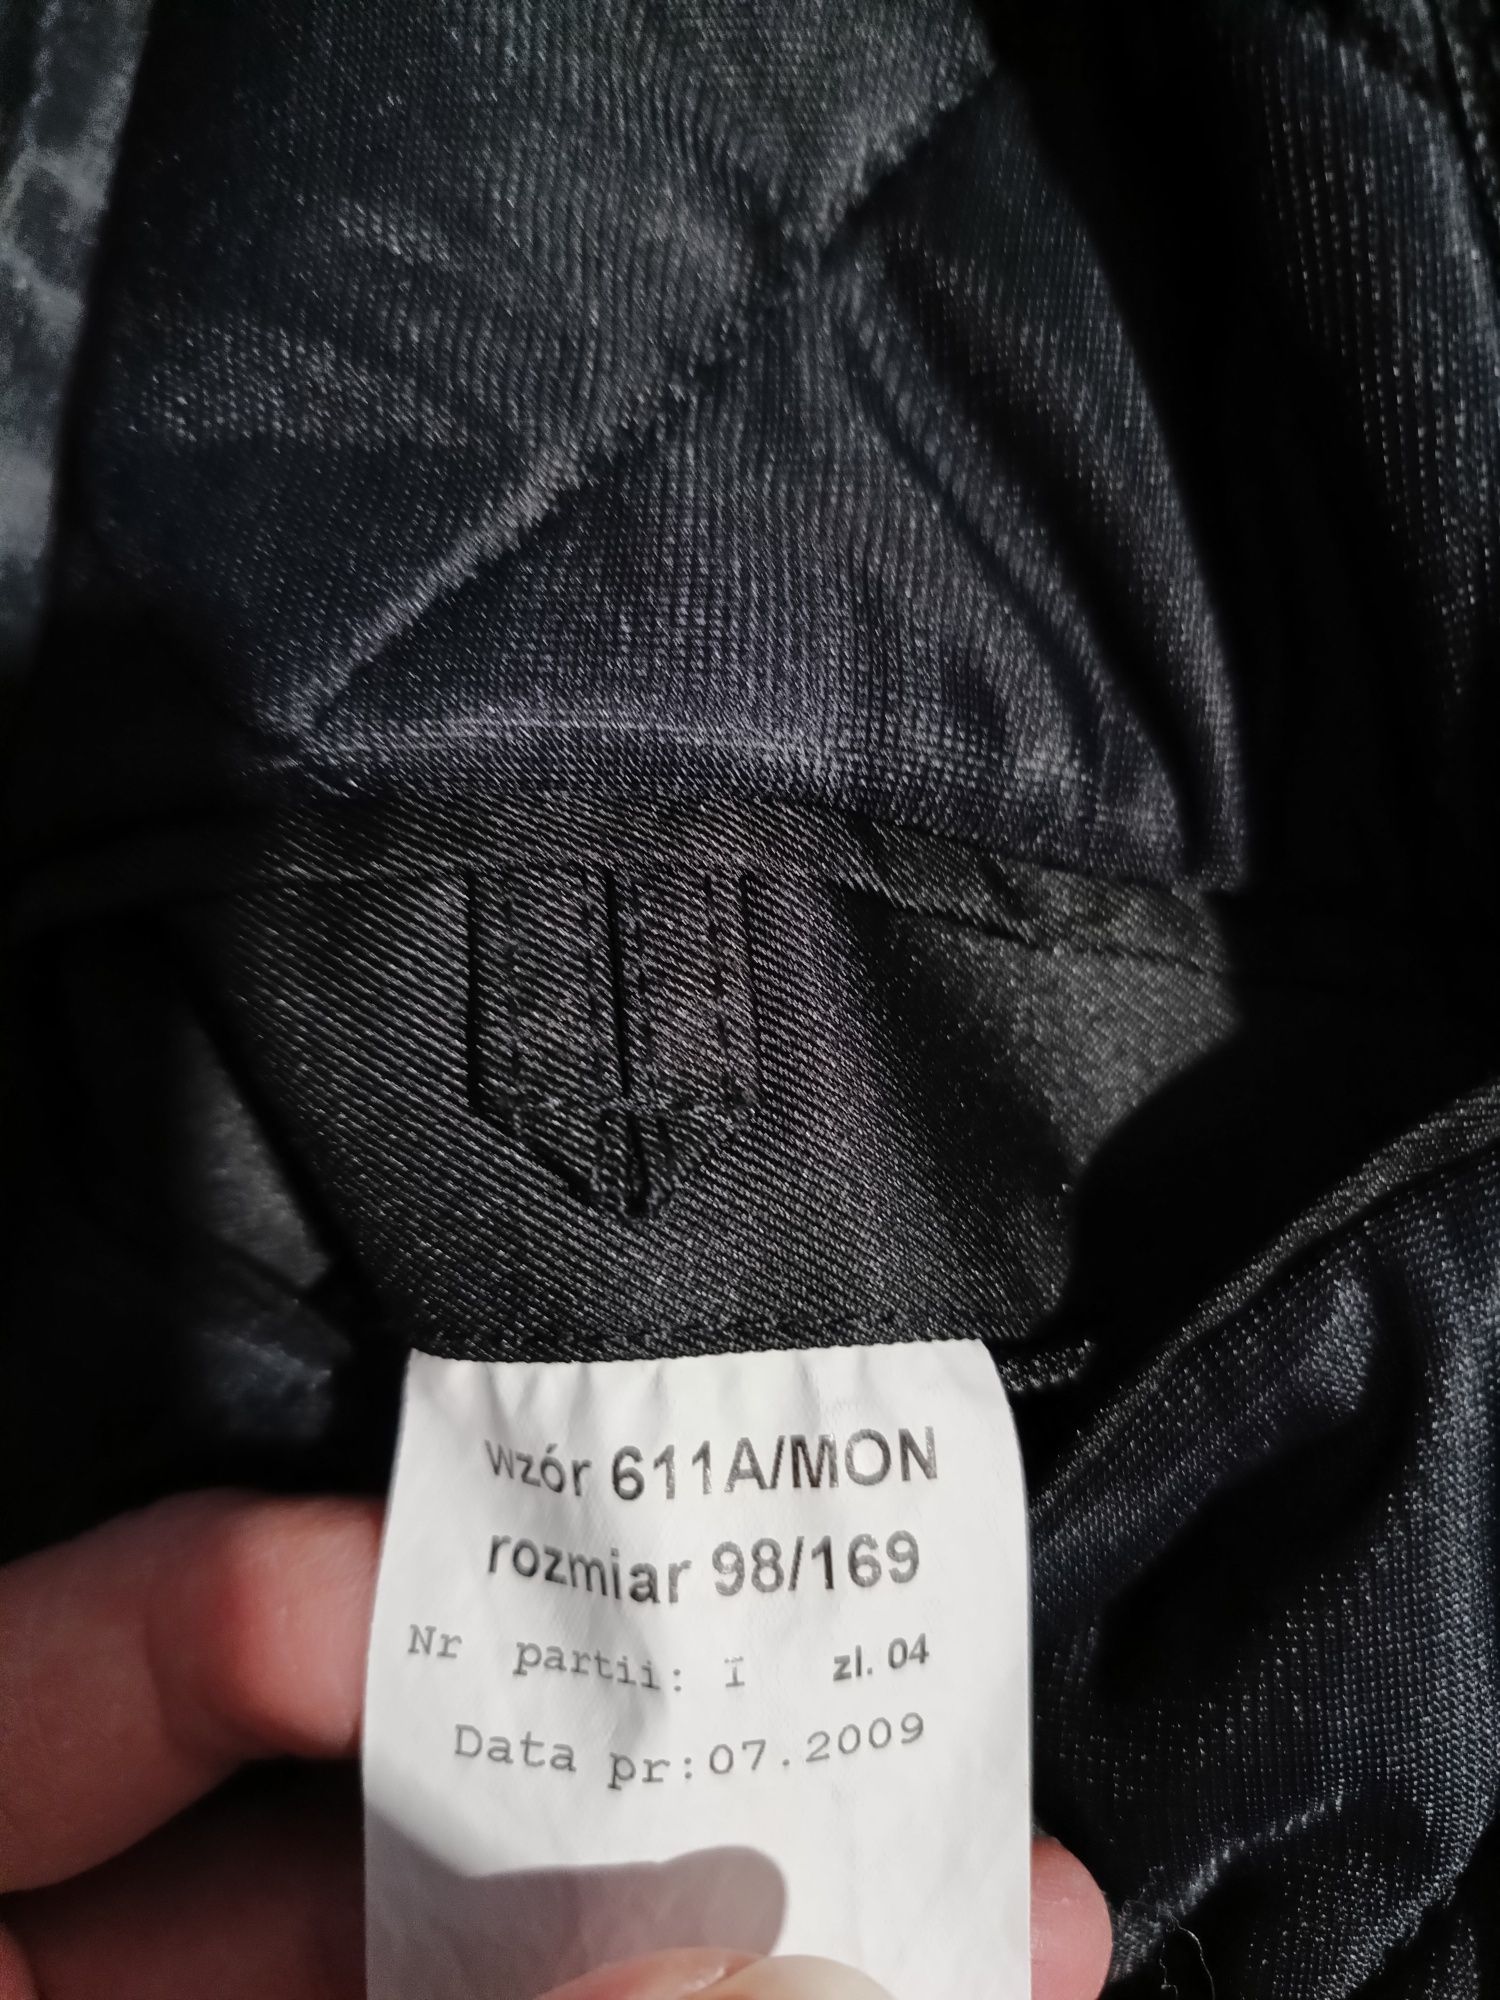 wzór 611A/MON
rozmiar 98/169
Nr partii: I zl. 04
Data pr:07.2009